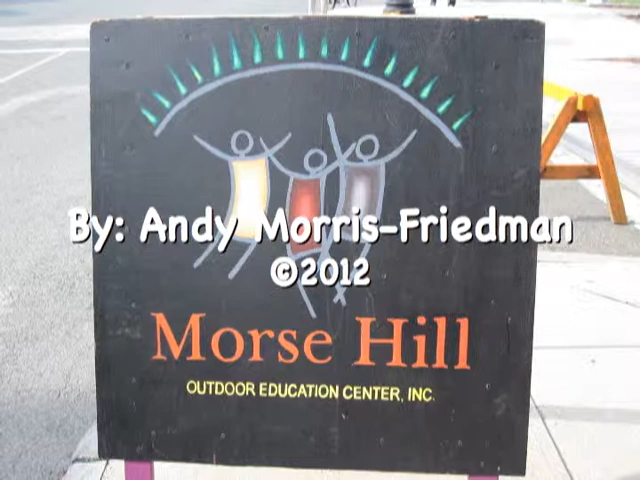 By: Andy Morris-Friedman
©2012
Morse Hill
OUTDOOR EDUCATION CENTER, INC.